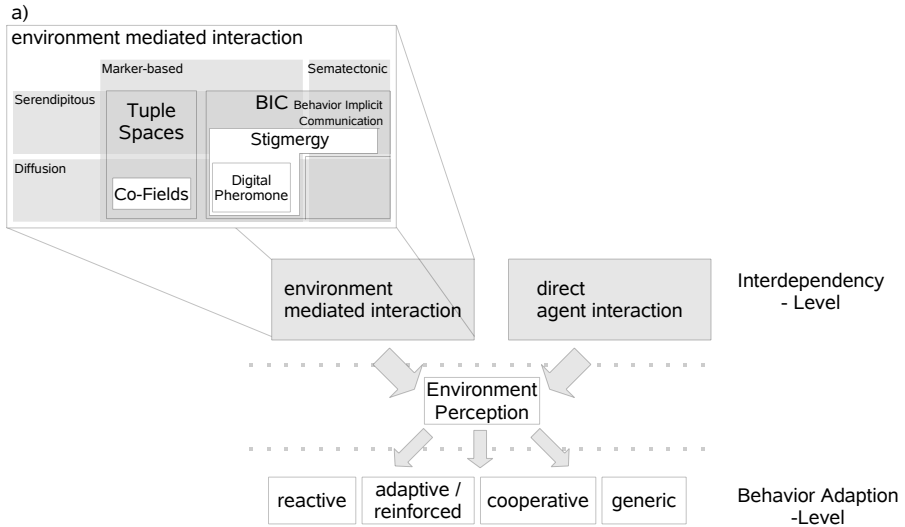 a)
environment mediated interaction
Marker-based
Sematectonic
Serendipitous
Tuple
Spaces
BIC Behavior Implicit
Communication
Stigmergy
Diffusion
Co-Fields
Digital
Pheromone
environment
mediated interaction
direct
agent interaction
Interdependency
- Level
Environment
Perception
reactive
adaptive /
reinforced
cooperative
generic
Behavior Adaption
-Level